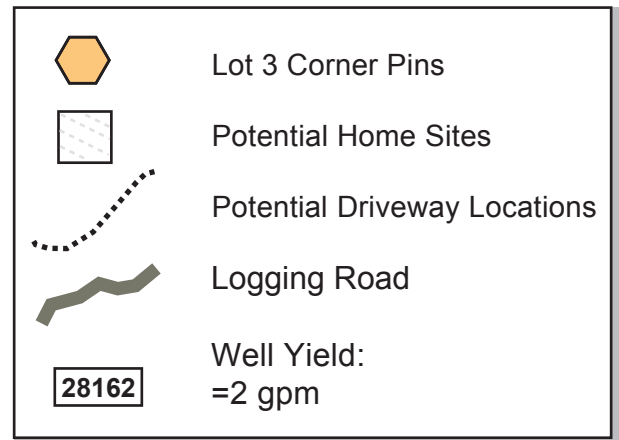 Lot 3 Corner Pins
Potential Home Sites
Potential Driveway Locations
Logging Road
Well Yield:
28162 =2 gpm